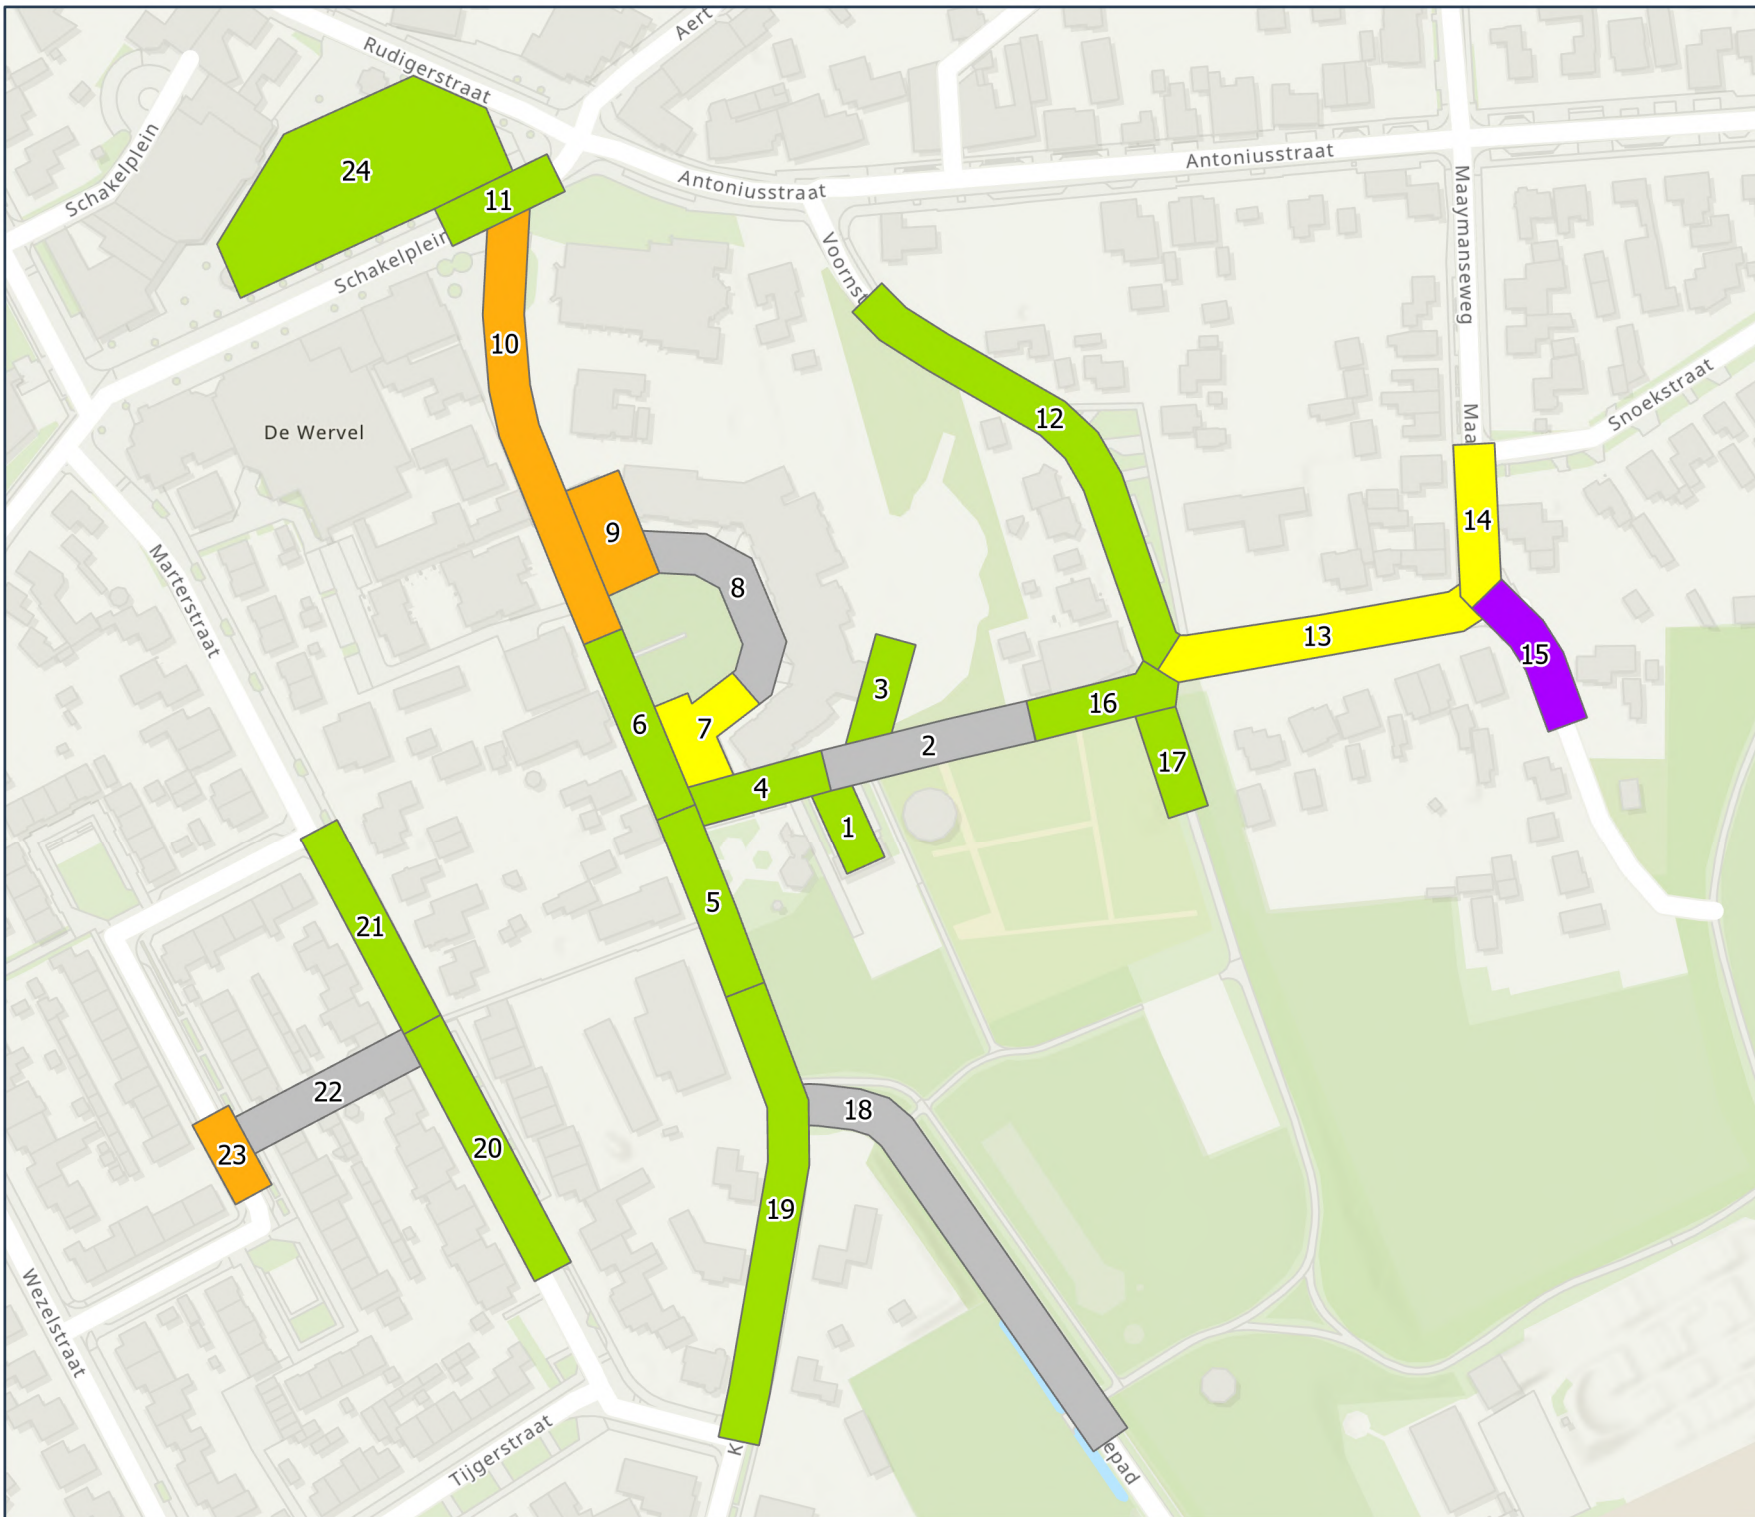 Rudigerstraat
Aert
Schakelplein
24
11
Schakelplein
Antoniusstraat
Antoniusstraat
Maaymanseweg
Voornst
10
12
Snoekstraat
Maa
De Wervel
14
9
8
Marterstraat
13
15
3
16
6
7
2
17
4
1
5
21
22
18
20
23
19
Wezelstraat
Tijgerstraat
K
epad